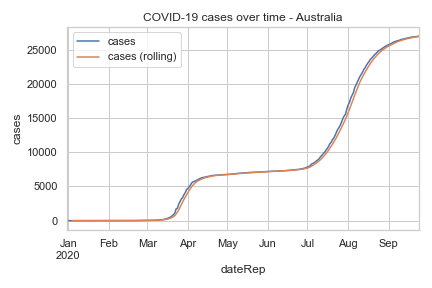 COVID-19 cases over time - Australia
cases
cases (rolling)
25000
20000
15000
10000
5000
0
cases
Jan Feb Mar Apr May Jun Jul Aug Sep
2020
dateRep